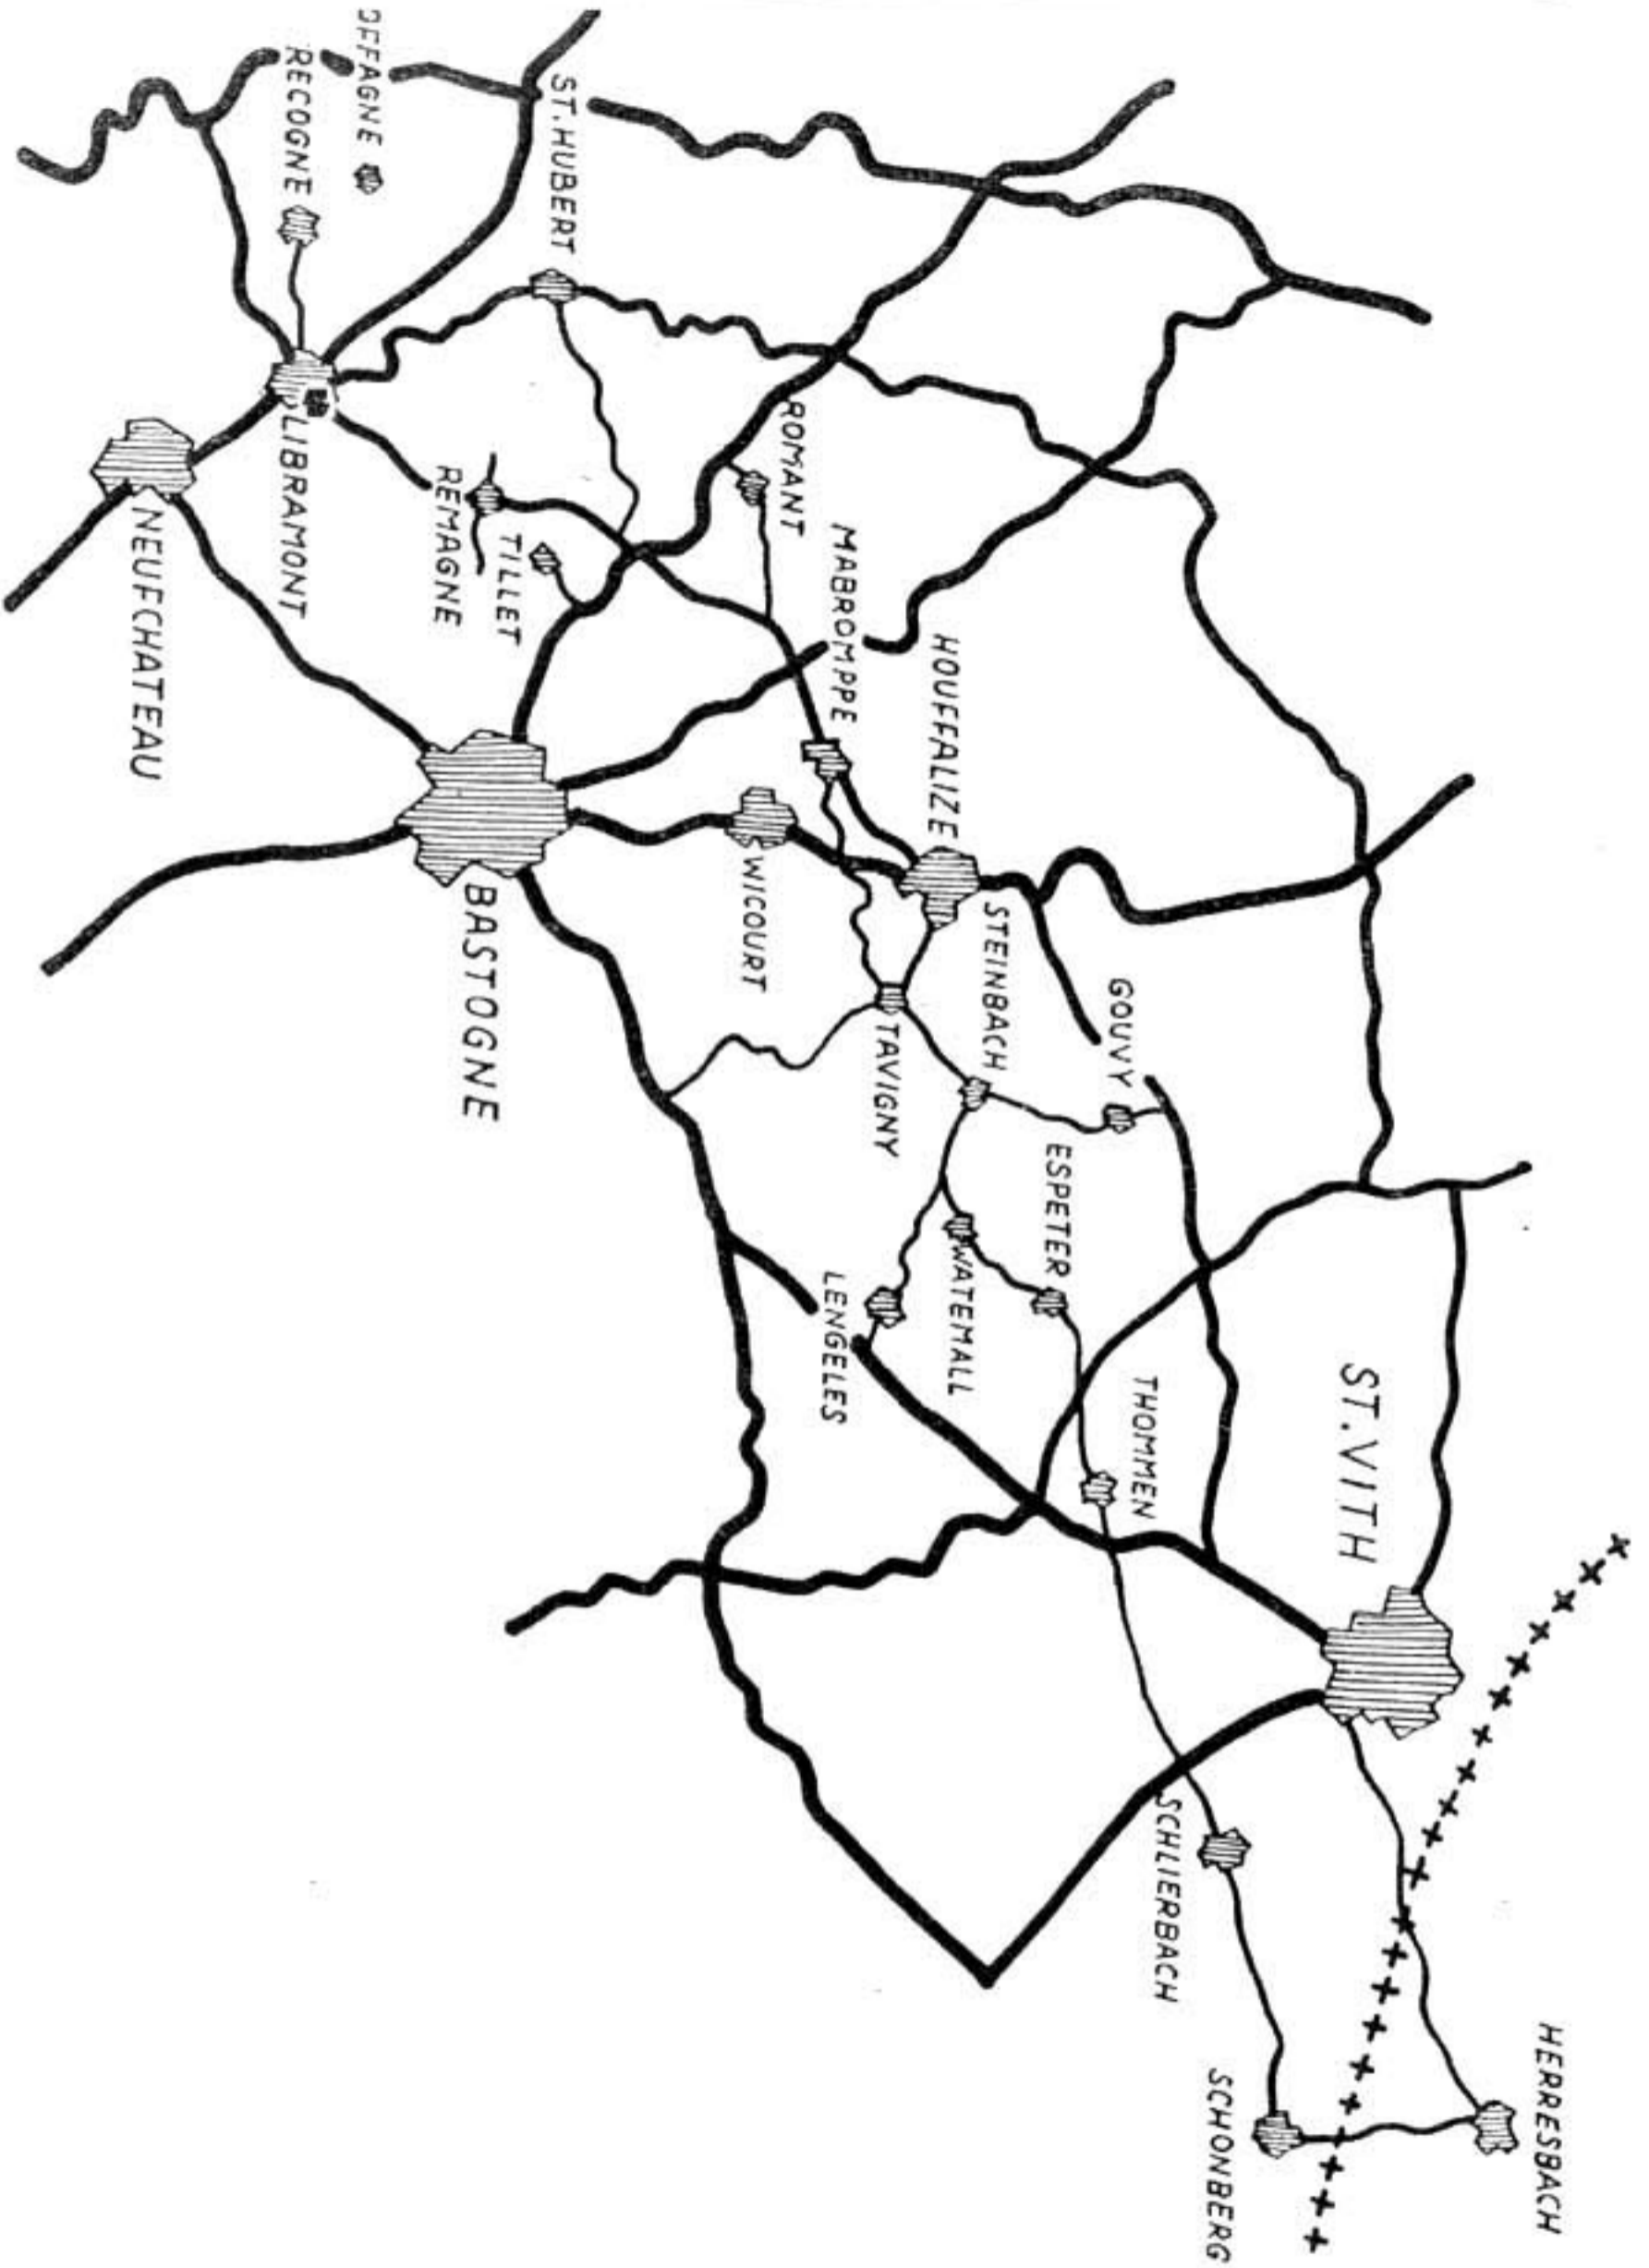 HERRESBACH
ST.VITH
SCHONBERG
SCHLIERBACH
THOMMEN
GOUVY
ESPETER
STEINBACH
HOUFFALIZE
WATEMALL
TAVIGNY
MABROMPPE
LENGELES
ROMANT
WICOURT
ST.HUBERT
TILLET
BASTOGNE
REMAGNE
OFFAGNE
RECOGNE
LIBRAMONT
NEUFCHATEAU